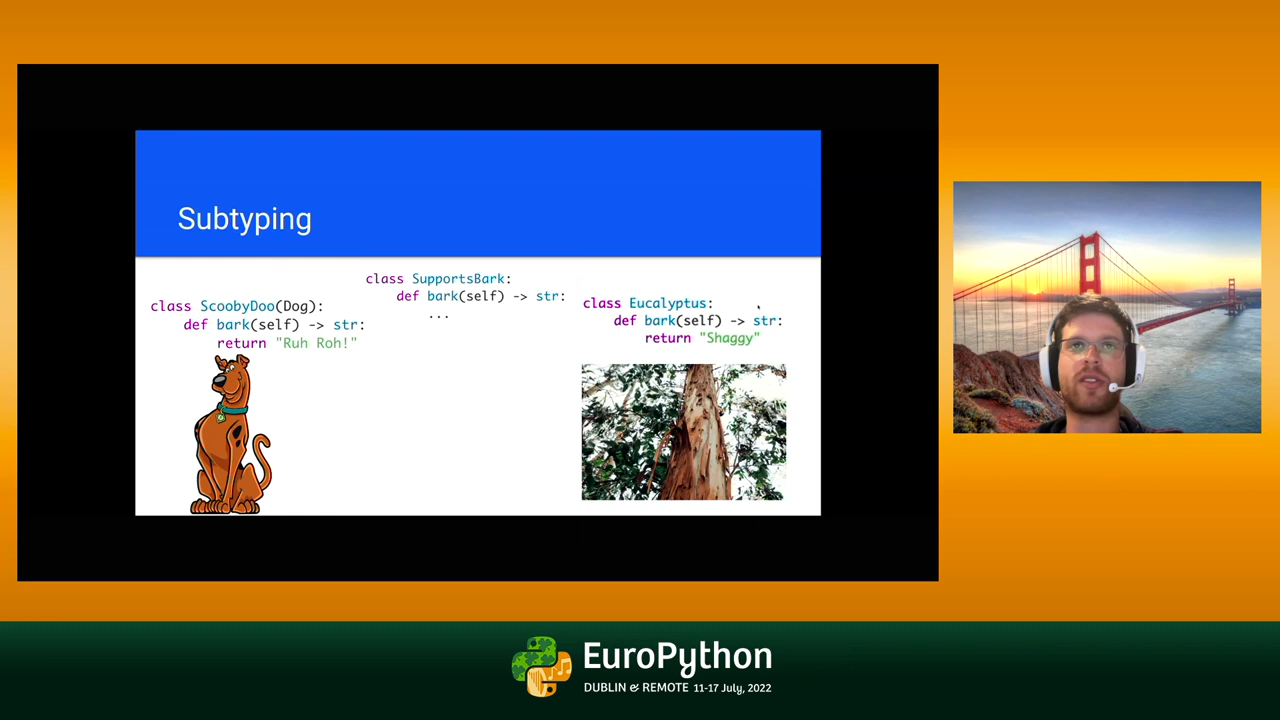 Subtyping
class SupportsBark:
def bark(self) -> str:
...
class ScoobyDoo(Dog):
def bark(self) -> str:
return "Ruh Roh!"
class Eucalyptus:
def bark(self) -> str:
return "Shaggy"
EuroPython
DUBLIN & REMOTE 11-17 July, 2022